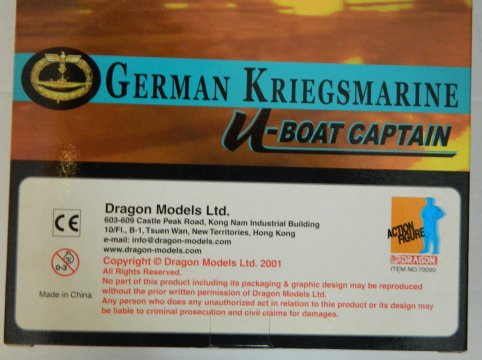 GERMAN KRIEGSMARINE
U-BOAT CAPTAIN
Dragon Models Ltd.
603-609 Castle Peak Road, Kong Nam Industrial Building
10/Fl., B-1, Tsuen Wan, New Territories, Hong Kong
e-mail: info@dragon-models.com
www.dragon-models.com
CE
0-3
Made in China
Copyright © Dragon Models Ltd. 2001
All Rights Reserved.
No part of this product including its packaging & graphic design may be reproduced
without the prior written permission of Dragon Models Ltd.
Any person who does any unauthorized act in relation to this product or its design may
be liable to criminal prosecution and civil claims for damages.
ACTION
FIGURE
DRAGON
ITEM NO.70090